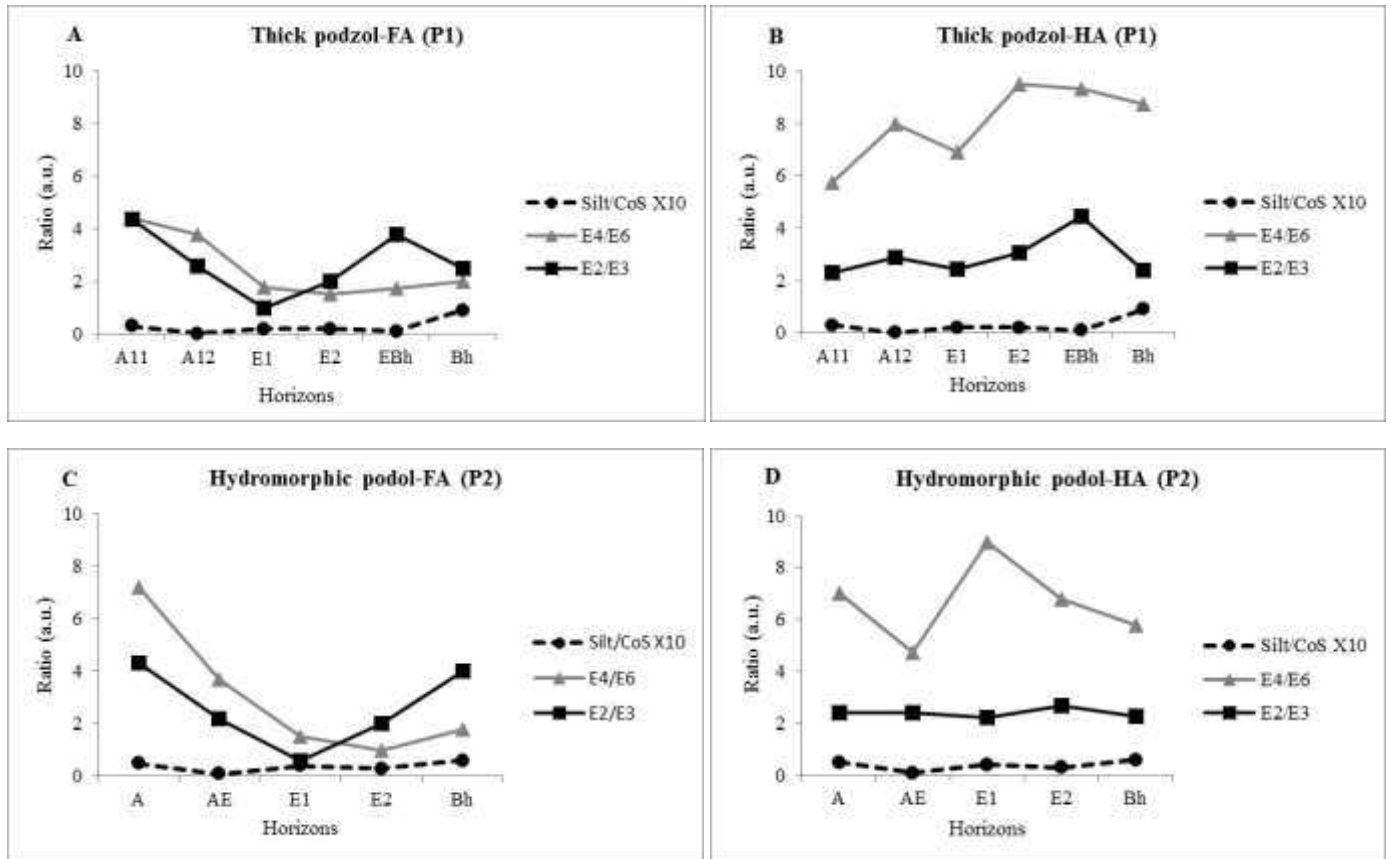 A
Thick podzol-FA (P1)
10
8
6
4
2
0
Ratio (a.u.)
A11 A12 E1 E2 EBh Bh
Horizons
Silt/CoS X10
E4/E6
E2/E3
B
Thick podzol-HA (P1)
10
8
6
4
2
0
Ratio (a.u.)
A11 A12 E1 E2 EBh Bh
Horizons
Silt/CoS X10
E4/E6
E2/E3
C
Hydromorphic podol-FA (P2)
10
8
6
4
2
0
Ratio (a.u.)
A AE E1 E2 Bh
Horizons
Silt/CoS X10
E4/E6
E2/E3
D
Hydromorphic podol-HA (P2)
10
8
6
4
2
0
Ratio (a.u.)
A AE E1 E2 Bh
Horizons
Silt/CoS X10
E4/E6
E2/E3